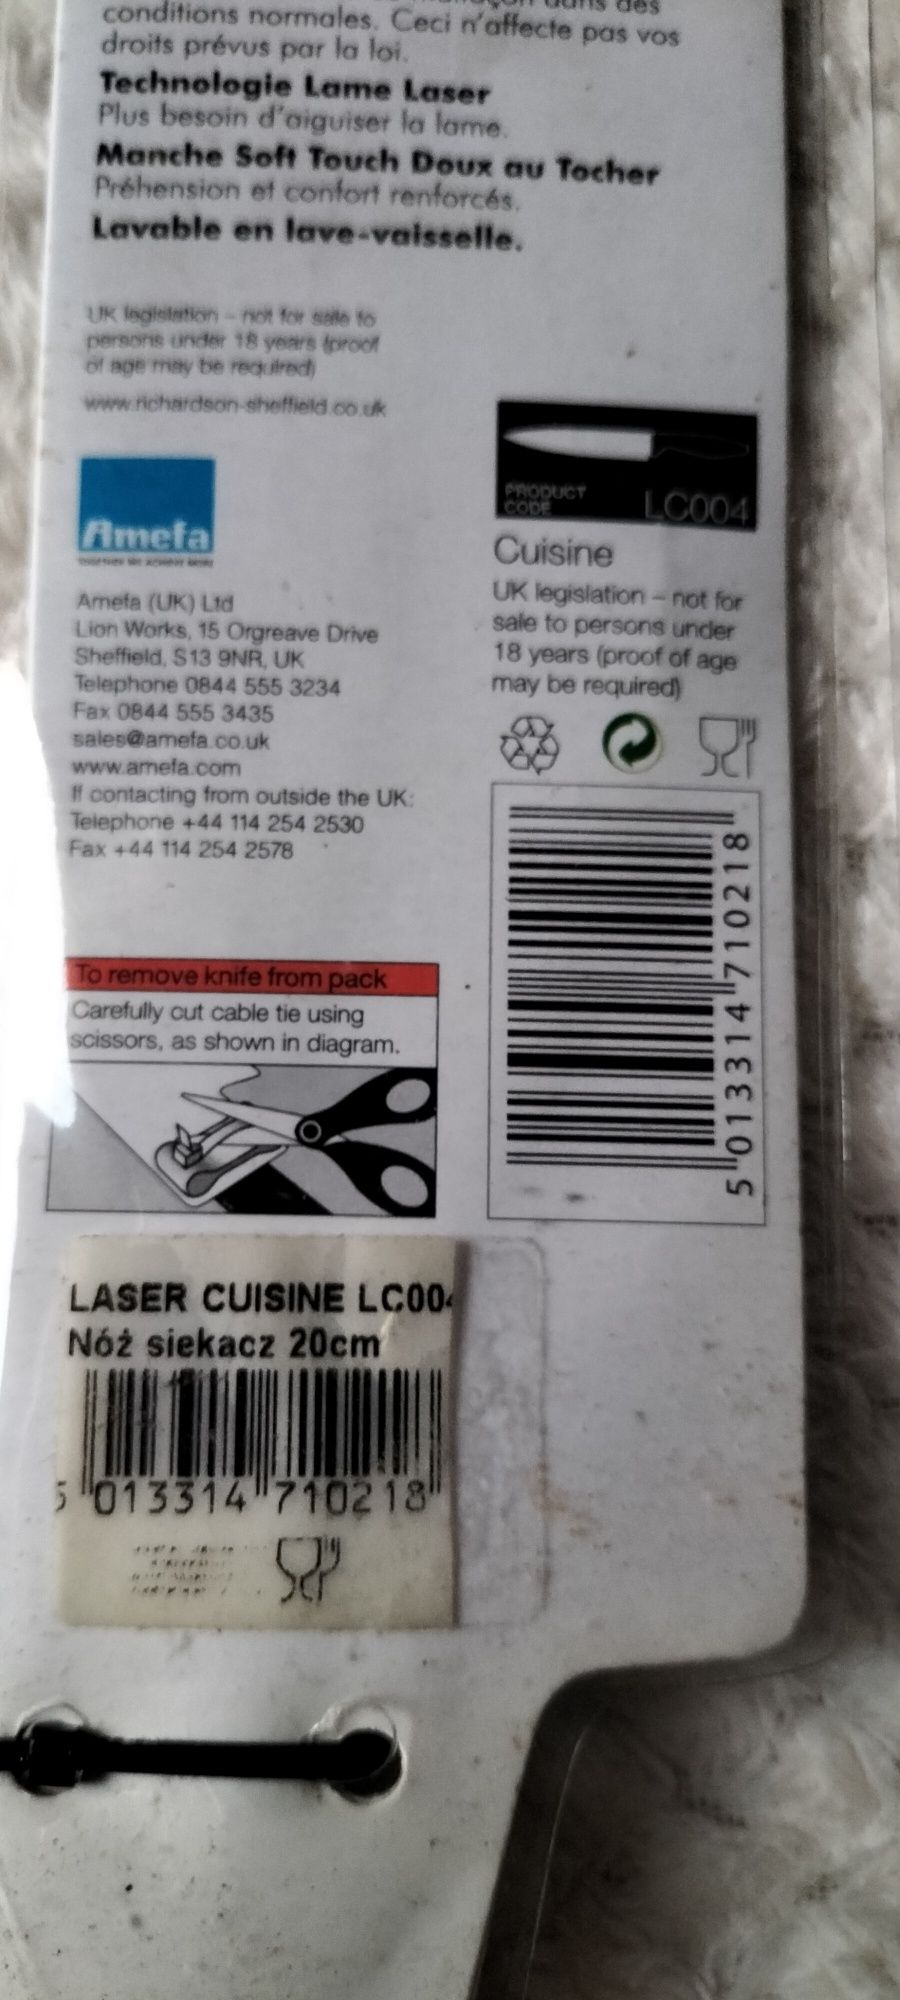 conditions normales. Ceci n'affecte pas vos
droits prévus par la loi.
Technologie Lame Laser
Plus besoin d'aiguiser la lame.
Manche Soft Touch Doux au Tocher
Préhension et confort renforcés.
Lavable en lave-vaisselle.
UK legislation – not for sale to
persons under 18 years (proof
of age may be required)
www.richardson-sheffield.co.uk
Amefa
Amefa (UK) Ltd
Lion Works, 15 Orgreave Drive
Sheffield, S13 9NR, UK
Telephone 0844 555 3234
Fax 0844 555 3435
sales@amefa.co.uk
www.amefa.com
If contacting from outside the UK:
Telephone +44 114 254 2530
Fax +44 114 254 2578
To remove knife from pack
Carefully cut cable tie using
scissors, as shown in diagram.
PRODUCT
CODE LC004
Cuisine
UK legislation – not for
sale to persons under
18 years (proof of age
may be required)
5 013314 710218
LASER CUISINE LC004
Nóż siekacz 20cm
5 013314 710218